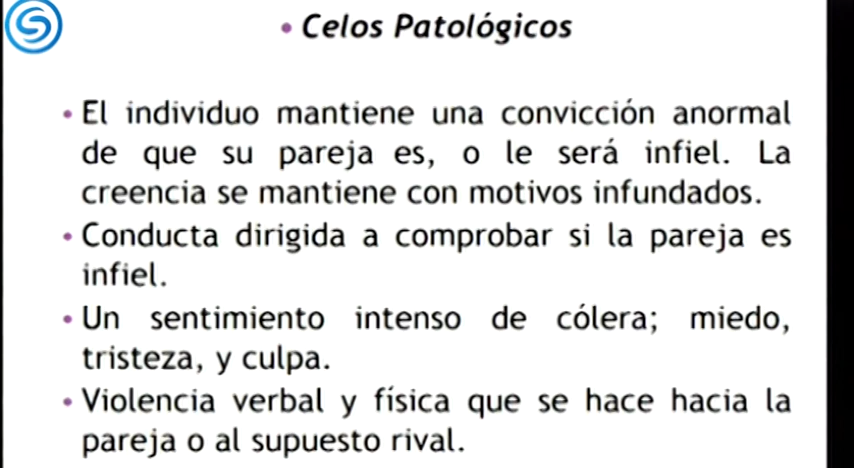 • Celos Patológicos
• El individuo mantiene una convicción anormal
de que su pareja es, o le será infiel. La
creencia se mantiene con motivos infundados.
• Conducta dirigida a comprobar si la pareja es
infiel.
• Un sentimiento intenso de cólera; miedo,
tristeza, y culpa.
• Violencia verbal y física que se hace hacia la
pareja o al supuesto rival.